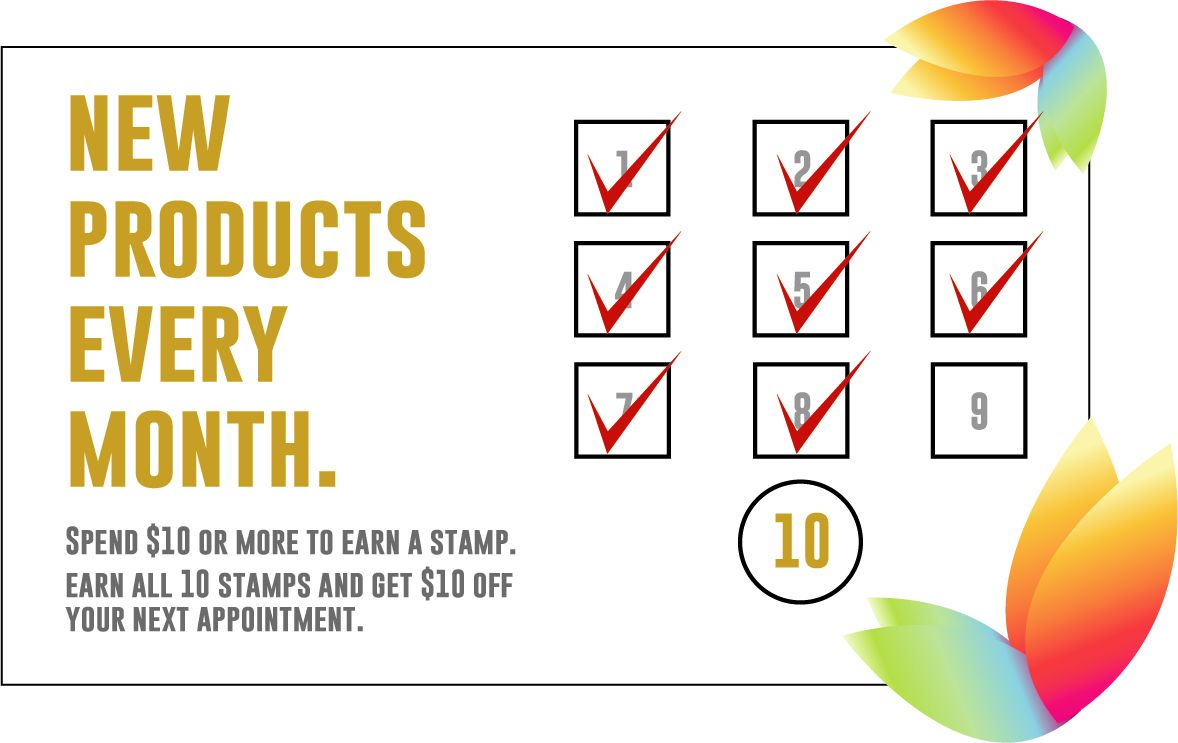 NEW
PRODUCTS
EVERY
MONTH.
SPEND $10 OR MORE TO EARN A STAMP.
EARN ALL 10 STAMPS AND GET $10 OFF
YOUR NEXT APPOINTMENT.
1 2 3
4 5 6
7 8 9
10